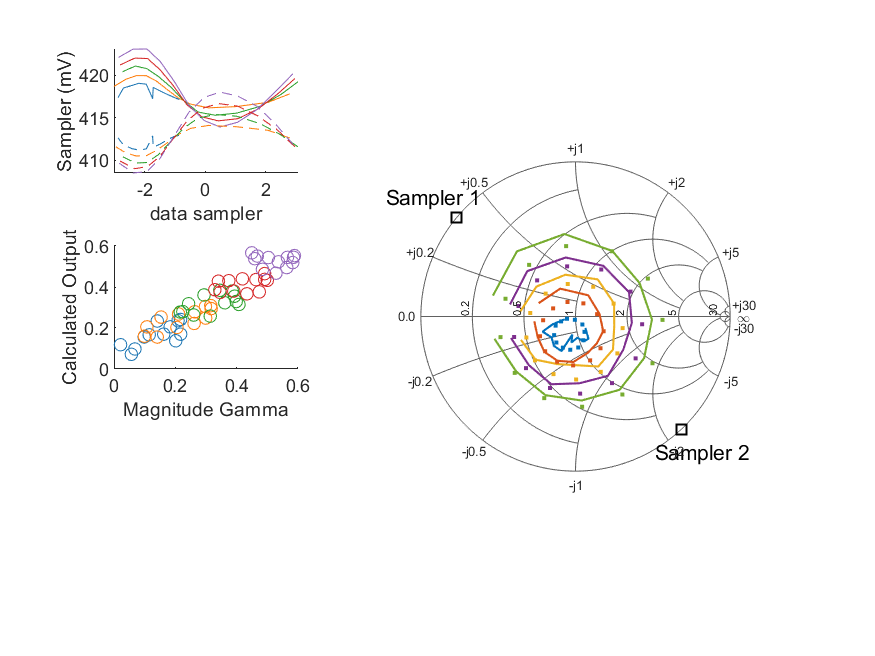 Sampler (mV)
420
415
410
-2
0
2
data sampler
Calculated Output
0.6
0.4
0.2
0
0
0.2
0.4
0.6
Magnitude Gamma
+j1
+j0.5
+j2
Sampler 1
+j0.2
+j5
0.0
0.2
0.5
1
2
5
30
+j30
∞
-j30
-j0.2
-j5
-j0.5
-j2
Sampler 2
-j1